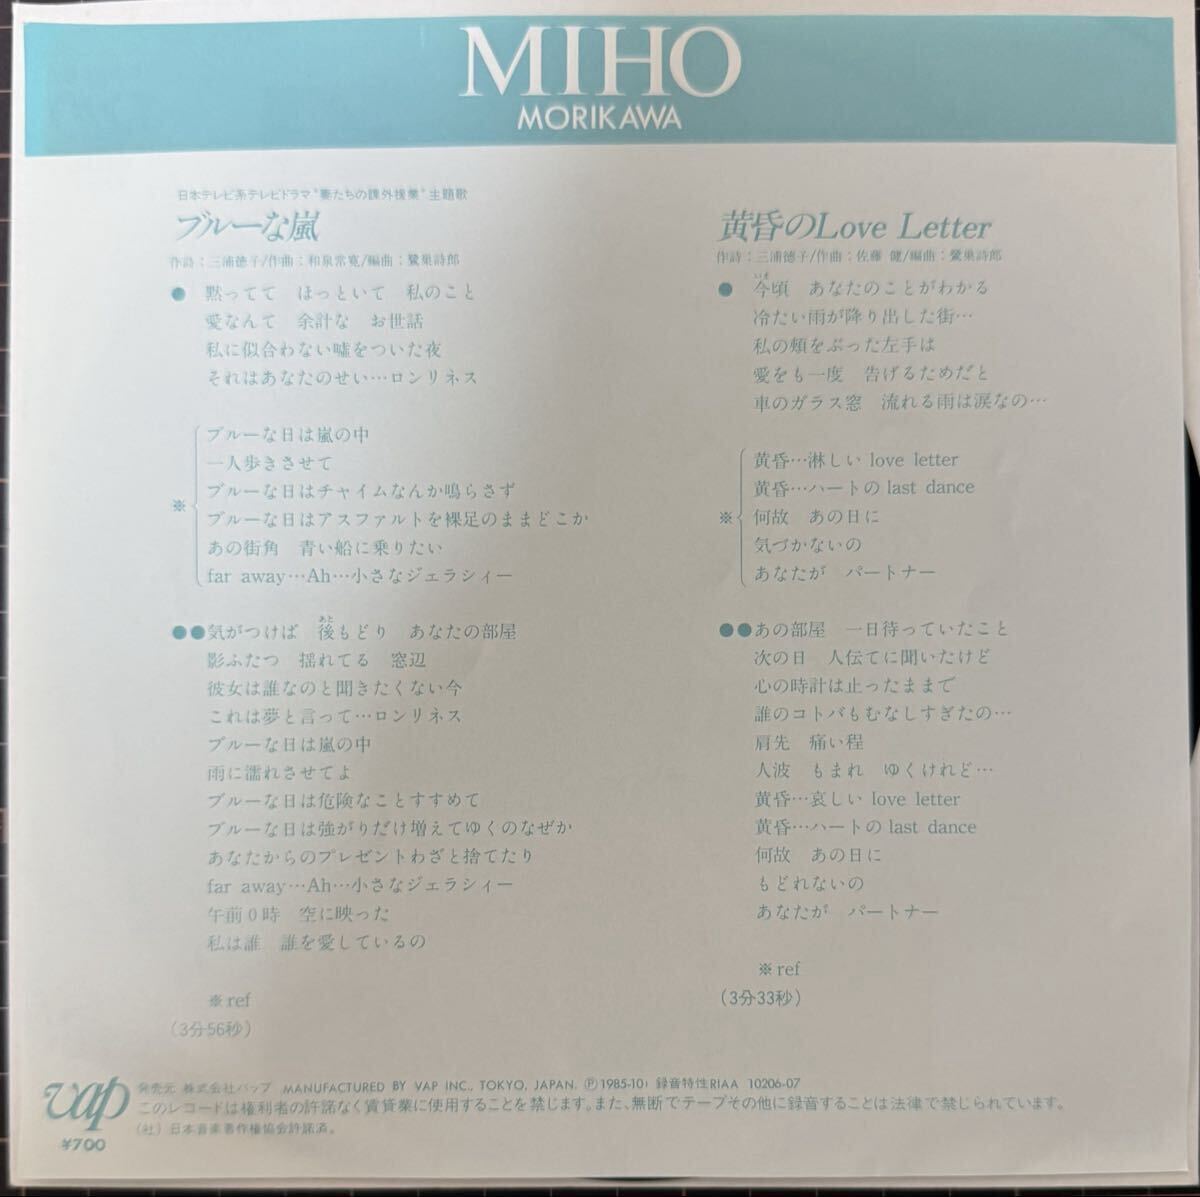 MIHO
MORIKAWA
日本テレビ系テレビドラマ“妻たちの課外授業”主題歌
ブルーな嵐
作詩：三浦徳子/作曲：和泉常寛/編曲：鷺巣詩郎
● 黙ってて ほっといて 私のこと
愛なんて 余計な お世話
私に似合わない嘘をついた夜
それはあなたのせい…ロンリネス
※
ブルーな日は嵐の中
一人歩きさせて
ブルーな日はチャイムなんか鳴らさず
ブルーな日はアスファルトを裸足のままどこか
あの街角 青い船に乗りたい
far away…Ah…小さなジェラシィー
あと
●●気がつけば 後もどり あなたの部屋
影ふたつ 揺れてる 窓辺
彼女は誰なのと聞きたくない今
これは夢と言って…ロンリネス
ブルーな日は嵐の中
雨に濡れさせてよ
ブルーな日は危険なことすすめて
ブルーな日は強がりだけ増えてゆくのなぜか
あなたからのプレゼントわざと捨てたり
far away…Ah…小さなジェラシィー
午前0時 空に映った
私は誰 誰を愛しているの
※ref
(3分56秒)
黄昏のLove Letter
作詩：三浦徳子/作曲：佐藤 健/編曲：鷺巣詩郎
いま
● 今頃 あなたのことがわかる
冷たい雨が降り出した街…
私の頬をぶった左手は
愛をも一度 告げるためだと
車のガラス窓 流れる雨は涙なの…
※
黄昏…淋しい love letter
黄昏…ハートのlast dance
何故 あの日に
気づかないの
あなたが パートナー
●●あの部屋 一日待っていたこと
次の日 人伝てに聞いたけど
心の時計は止ったままで
誰のコトバもむなしすぎたの…
肩先 痛い程
人波 もまれ ゆくけれど…
黄昏…哀しい love letter
黄昏…ハートのlast dance
何故 あの日に
もどれないの
あなたが パートナー
※ref
(3分33秒)
vap
¥700
発売元 株式会社バップ MANUFACTURED BY VAP INC., TOKYO, JAPAN. Ⓟ1985·10) 録音特性RIAA 10206-07
このレコードは権利者の許諾なく賃貸業に使用することを禁じます。また、無断でテープその他に録音することは法律で禁じられています。
(社)日本音楽著作権協会許諾済。